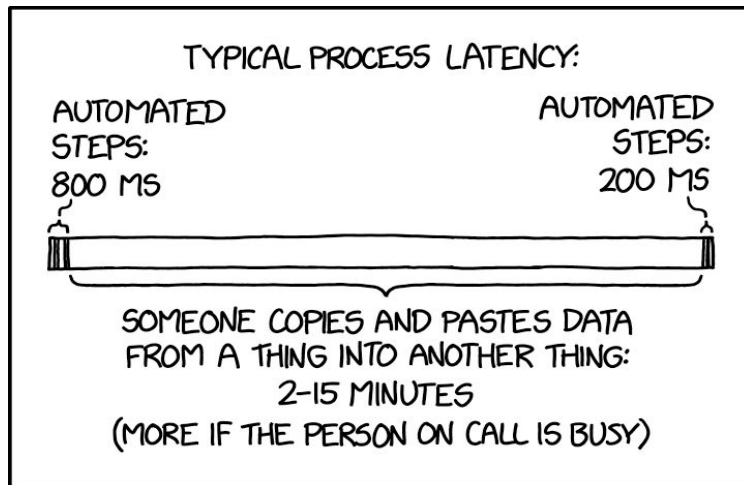 TYPICAL PROCESS LATENCY:
AUTOMATED
STEPS:
800 MS
AUTOMATED
STEPS:
200 MS
SOMEONE COPIES AND PASTES DATA
FROM A THING INTO ANOTHER THING:
2-15 MINUTES
(MORE IF THE PERSON ON CALL IS BUSY)